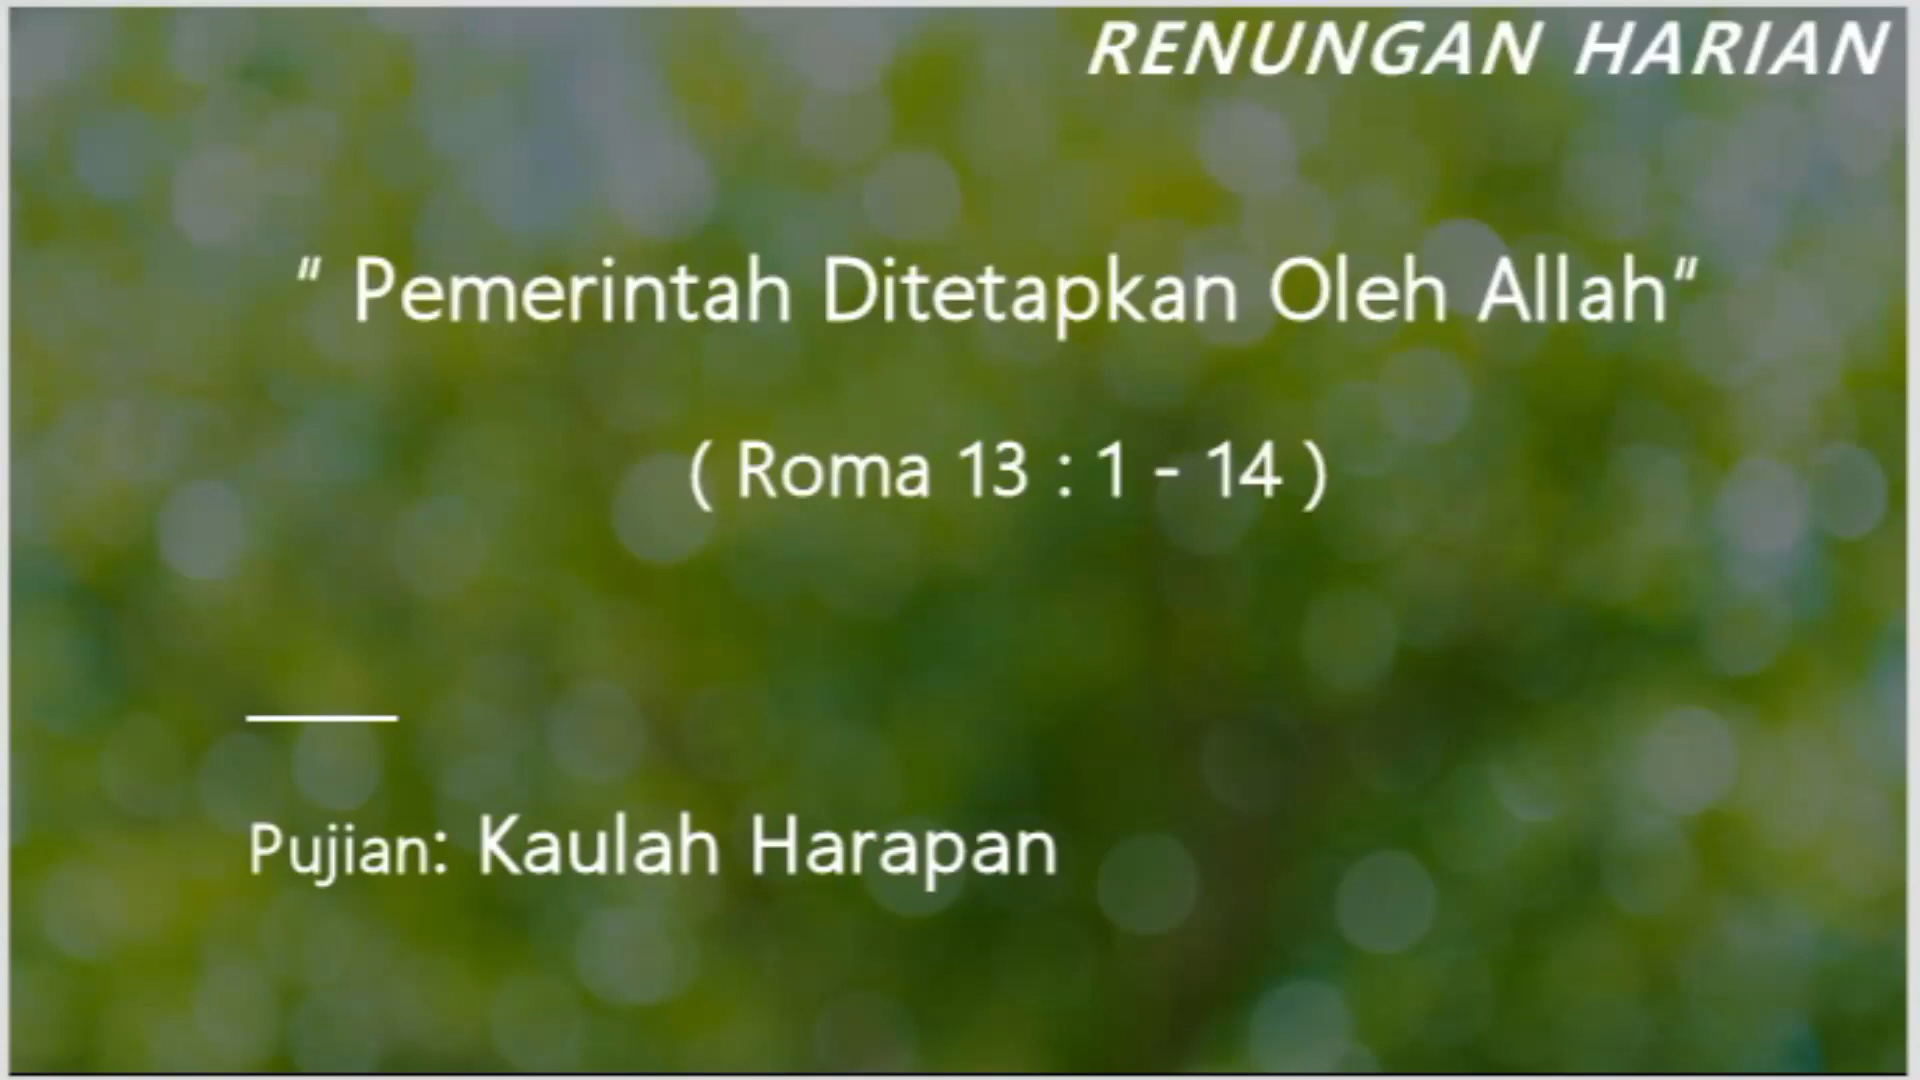 RENUNGAN HARIAN
" Pemerintah Ditetapkan Oleh Allah"
( Roma 13 : 1 - 14 )
Pujian: Kaulah Harapan